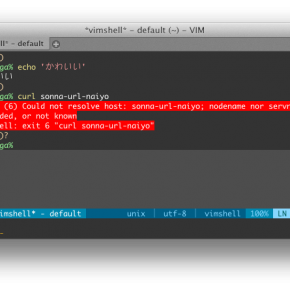 *vimshell* - default (~) - VIM
ll* - default
ga% echo 'かわいい'
いい
ga% curl sonna-url-naiyo
(6) Could not resolve host: sonna-url-naiyo; nodename nor servn
ded, or not known
ell: exit 6 "curl sonna-url-naiyo"
)?
ga%
imshell* - default unix utf-8 vimshell 100% LN